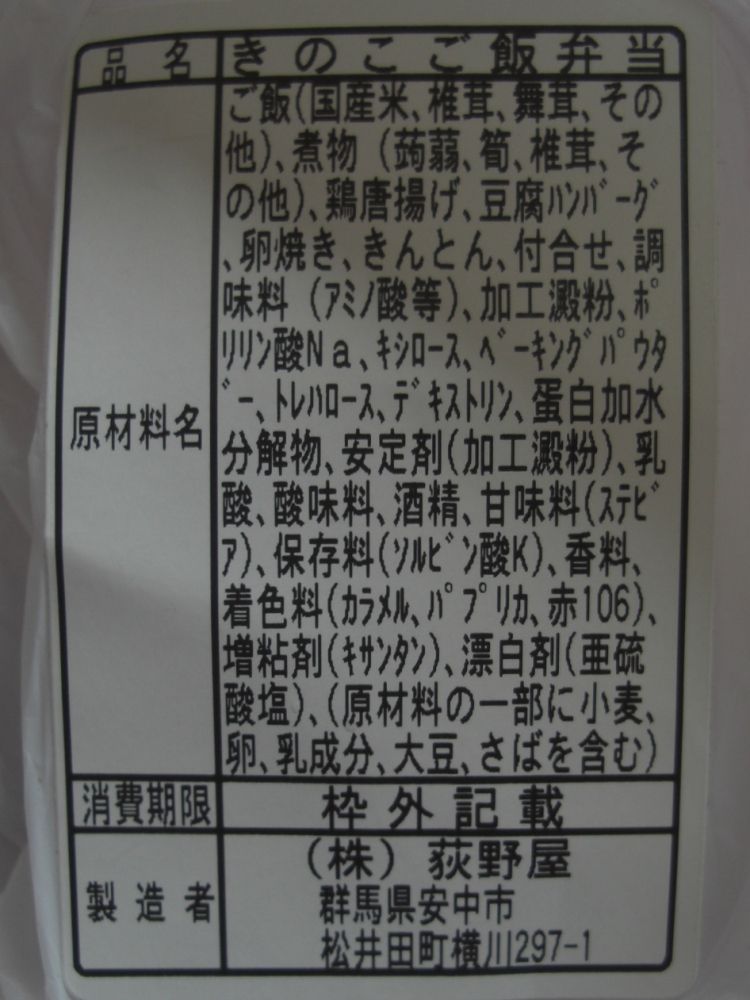 品名 きのこご飯弁当
原材料名
ご飯(国産米、椎茸、舞茸、その
他)、煮物(蒟蒻、筍、椎茸、そ
の他)、鶏唐揚げ、豆腐ﾊﾝﾊﾞｰｸﾞ
、卵焼き、きんとん、付合せ、調
味料(ｱﾐﾉ酸等)、加工澱粉、ﾎﾟ
ﾘﾘﾝ酸Na、ｷｼﾛｰｽ、ﾍﾞｰｷﾝｸﾞﾊﾟｳﾀ
ﾞｰ、ﾄﾚﾊﾛｰｽ、ﾃﾞｷｽﾄﾘﾝ、蛋白加水
分解物、安定剤(加工澱粉)、乳
酸、酸味料、酒精、甘味料(ｽﾃﾋﾞ
ｱ)、保存料(ｿﾙﾋﾞﾝ酸K)、香料、
着色料(ｶﾗﾒﾙ、ﾊﾟﾌﾟﾘｶ、赤106)、
増粘剤(ｷｻﾝﾀﾝ)、漂白剤(亜硫
酸塩)、(原材料の一部に小麦、
卵、乳成分、大豆、さばを含む)
消費期限 枠外記載
製造者
(株)荻野屋
群馬県安中市
松井田町横川297-1